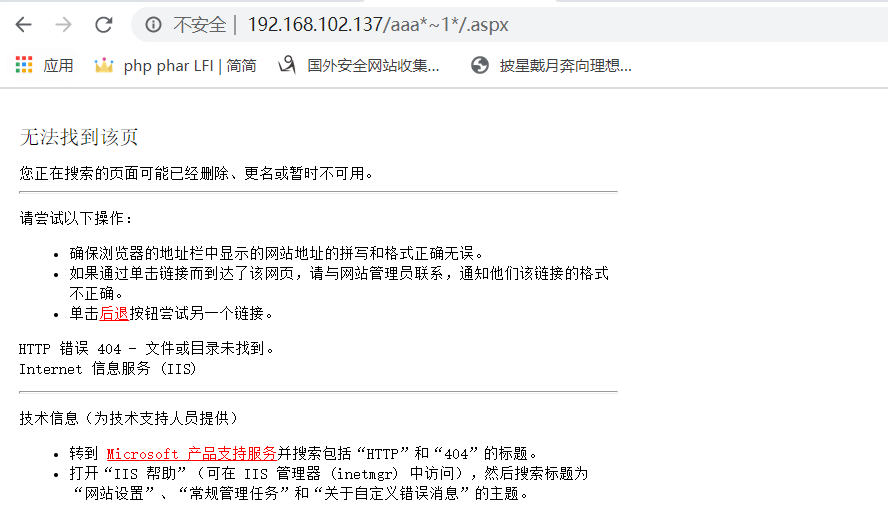 不安全 | 192.168.102.137/aaa*~1*/.aspx
应用 php phar LFI | 简简 国外安全网站收集... 披星戴月奔向理想...
无法找到该页
您正在搜索的页面可能已经删除、更名或暂时不可用。
请尝试以下操作：
• 确保浏览器的地址栏中显示的网站地址的拼写和格式正确无误。
• 如果通过单击链接而到达了该网页，请与网站管理员联系，通知他们该链接的格式
不正确。
• 单击后退按钮尝试另一个链接。
HTTP 错误 404 - 文件或目录未找到。
Internet 信息服务 (IIS)
技术信息（为技术支持人员提供）
• 转到 Microsoft 产品支持服务并搜索包括“HTTP”和“404”的标题。
• 打开“IIS 帮助”（可在 IIS 管理器 (inetmgr) 中访问），然后搜索标题为
“网站设置”、“常规管理任务”和“关于自定义错误消息”的主题。